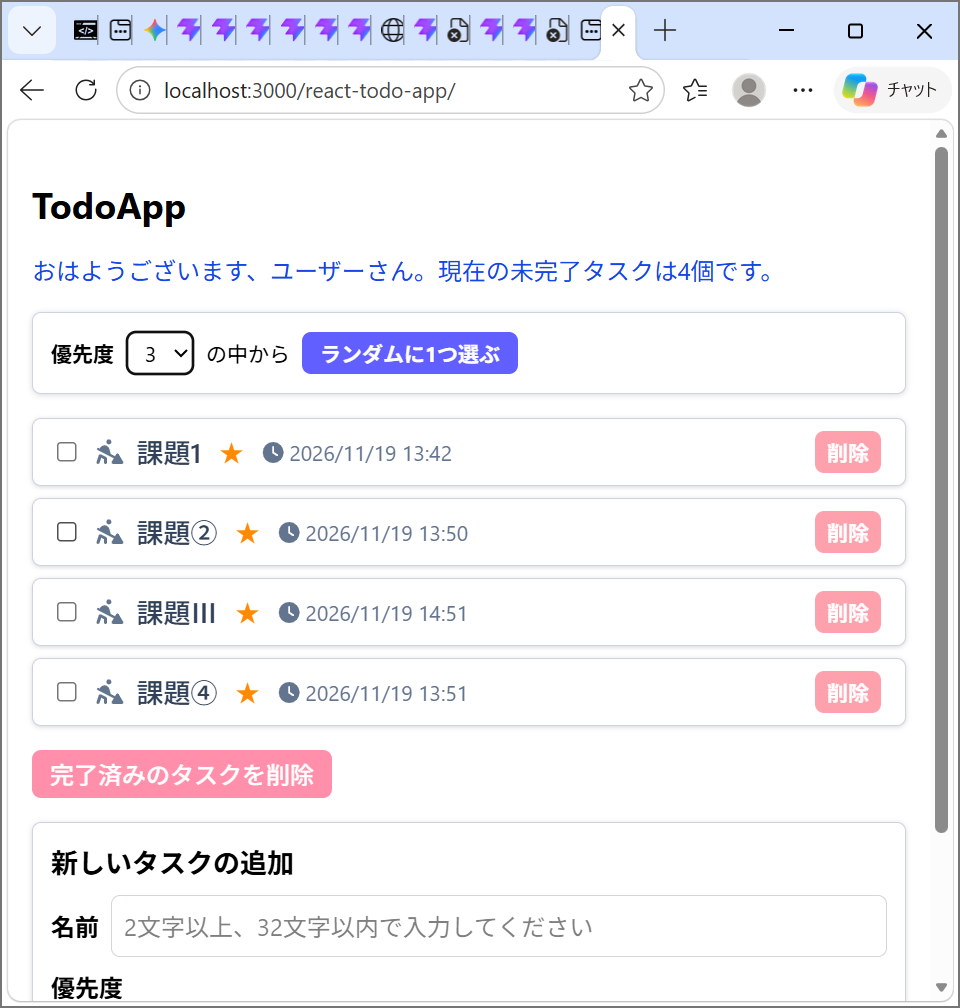 localhost:3000/react-todo-app/
チャット
TodoApp
おはようございます、ユーザーさん。現在の未完了タスクは4個です。
優先度 3 の中から ランダムに1つ選ぶ
課題1 ★ 2026/11/19 13:42 削除
課題② ★ 2026/11/19 13:50 削除
課題III ★ 2026/11/19 14:51 削除
課題④ ★ 2026/11/19 13:51 削除
完了済みのタスクを削除
新しいタスクの追加
名前 2文字以上、32文字以内で入力してください
優先度